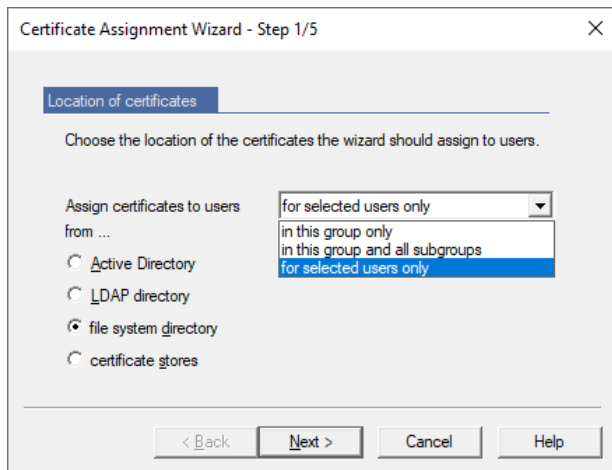 Certificate Assignment Wizard - Step 1/5
Location of certificates
Choose the location of the certificates the wizard should assign to users.
Assign certificates to users
for selected users only
from ...
in this group only
in this group and all subgroups
for selected users only
Active Directory
LDAP directory
file system directory
certificate stores
< Back
Next >
Cancel
Help